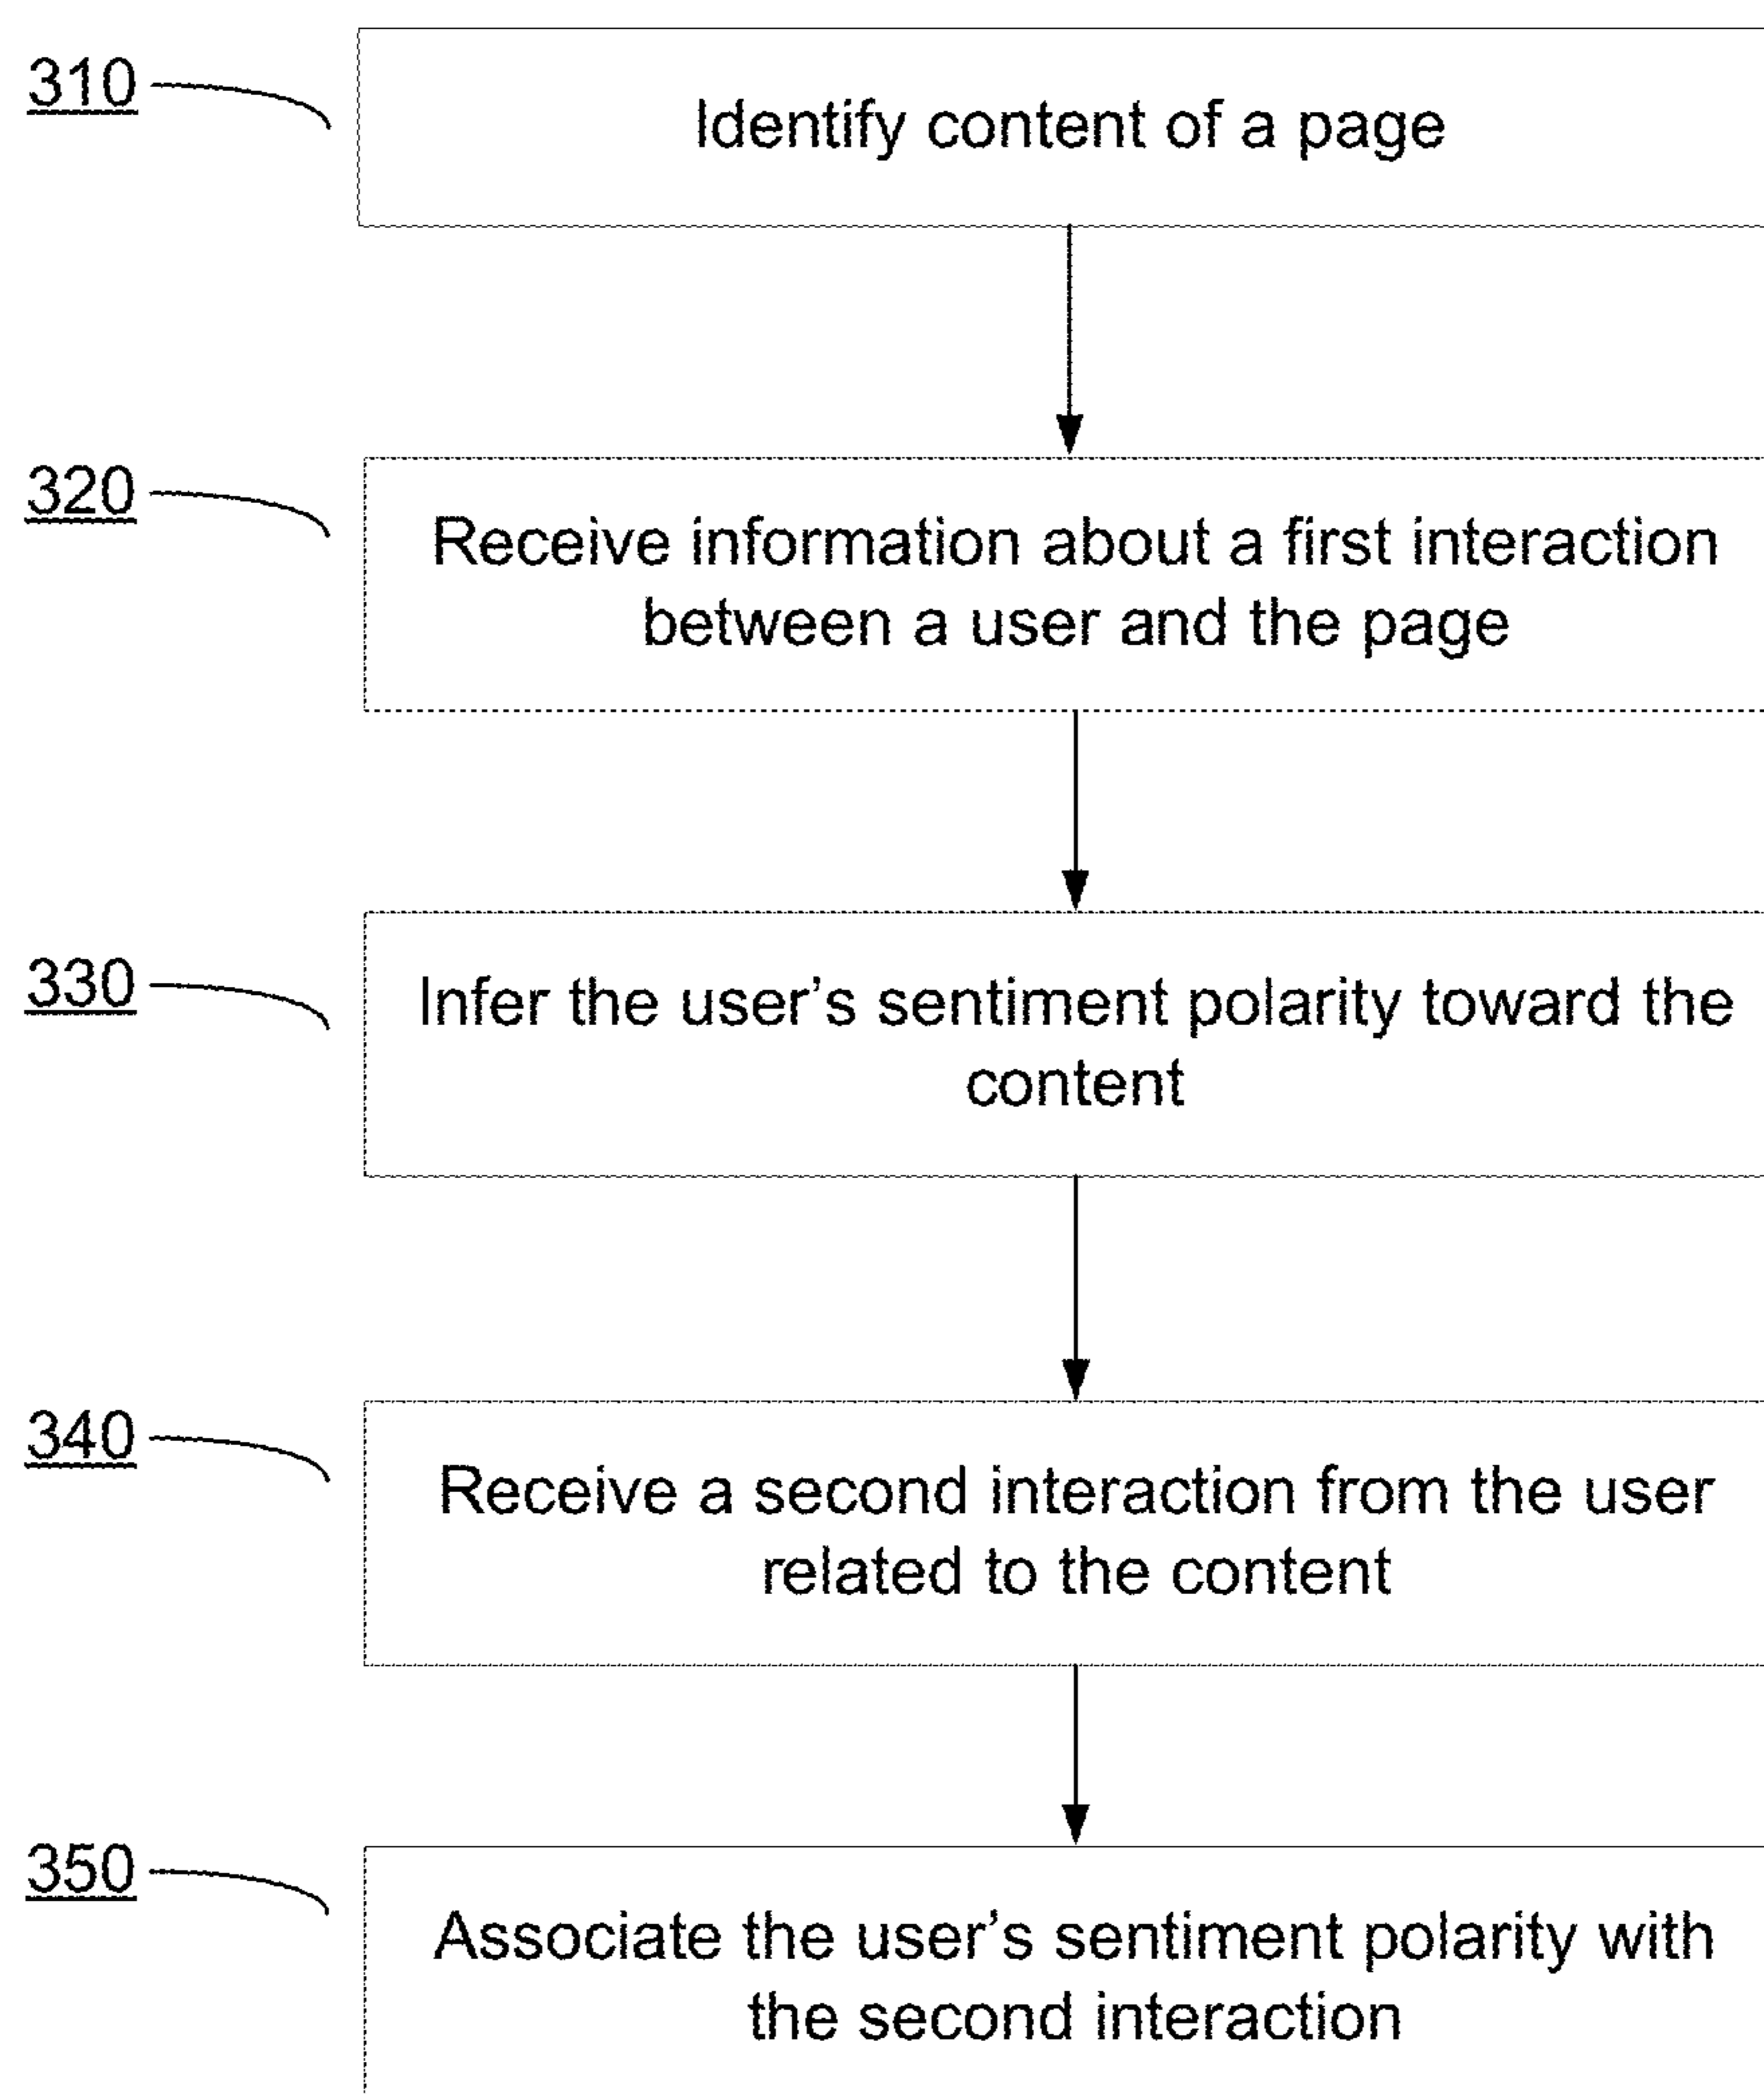 310
Identify content of a page
320
Receive information about a first interaction
between a user and the page
330
Infer the user’s sentiment polarity toward the
content
340
Receive a second interaction from the user
related to the content
350
Associate the user’s sentiment polarity with
the second interaction